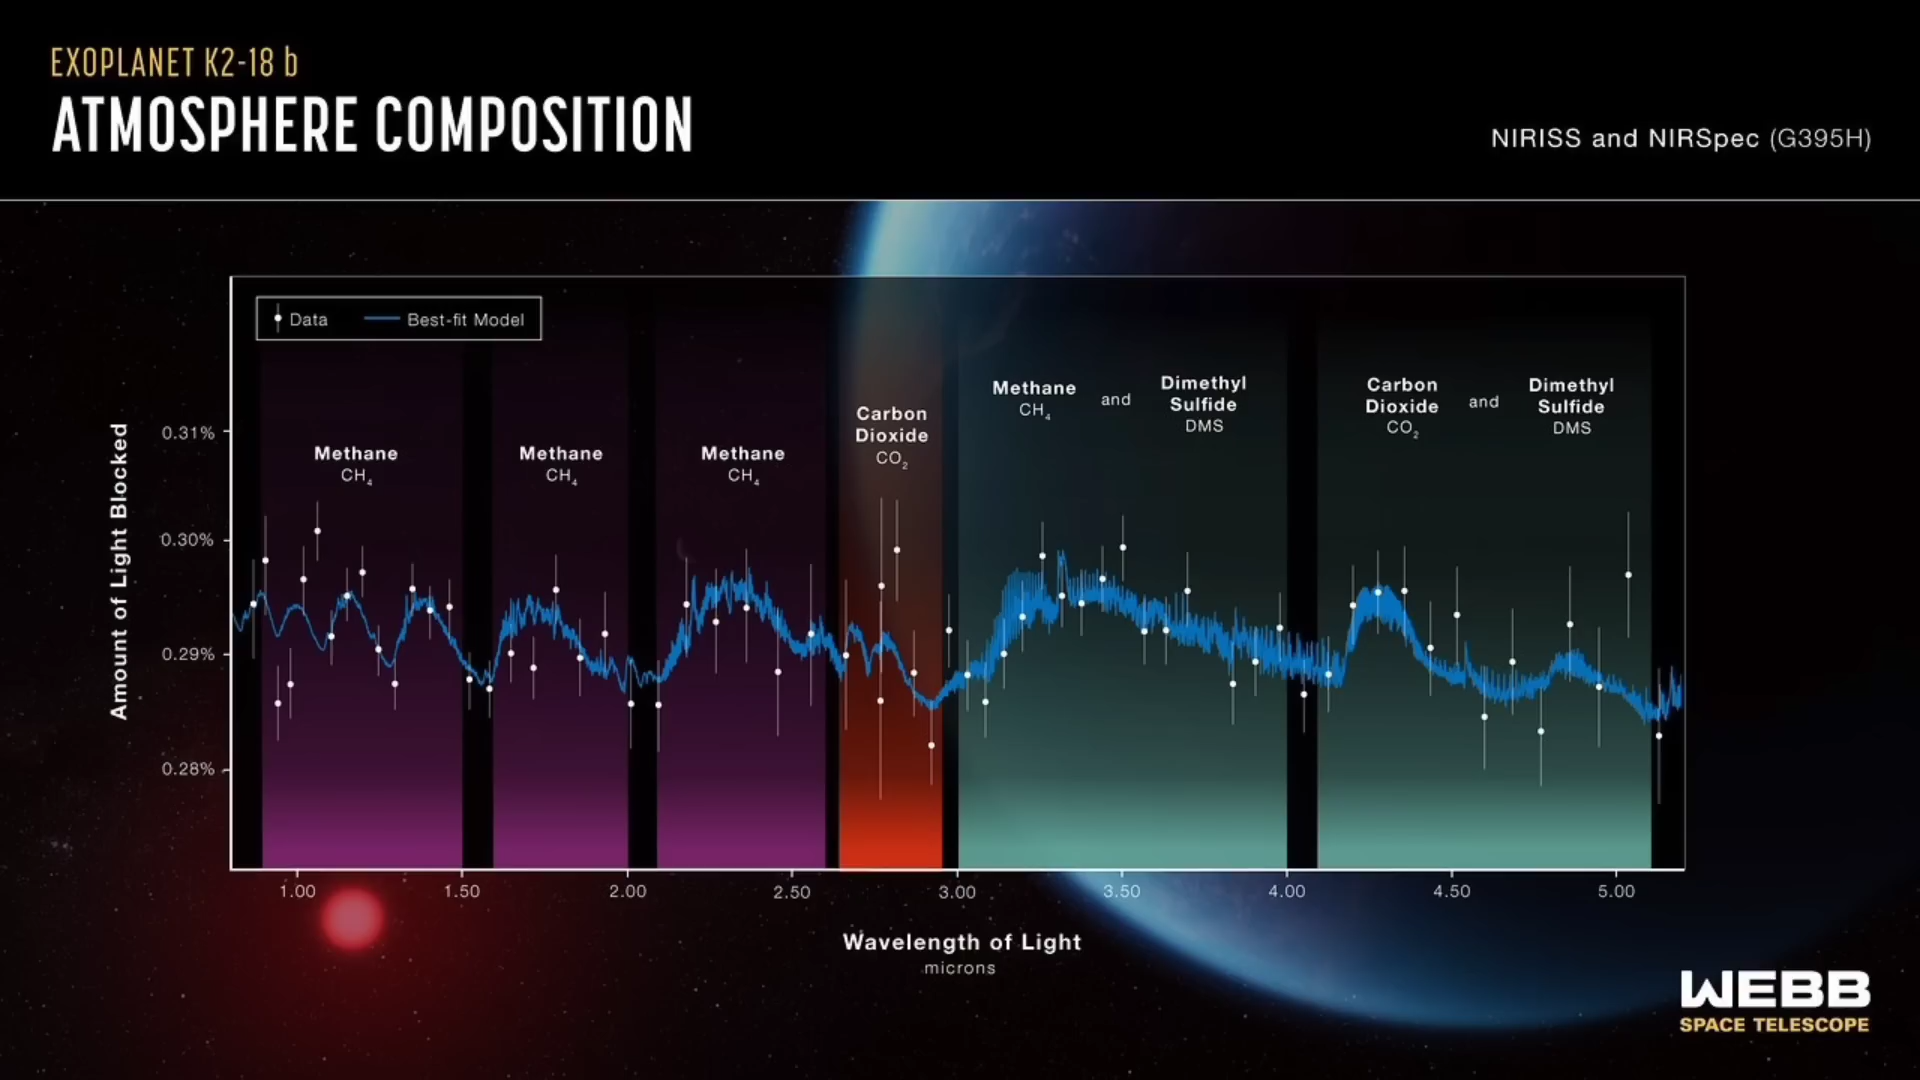 EXOPLANET K2-18 b
ATMOSPHERE COMPOSITION
NIRISS and NIRSpec (G395H)
Data
Best-fit Model
Methane
CH₄
Methane
CH₄
Methane
CH₄
Carbon
Dioxide
CO₂
Methane
CH₄
and
Dimethyl
Sulfide
DMS
Carbon
Dioxide
CO₂
and
Dimethyl
Sulfide
DMS
Amount of Light Blocked
0.31%
0.30%
0.29%
0.28%
1.00 1.50 2.00 2.50 3.00 3.50 4.00 4.50 5.00
Wavelength of Light
microns
WEBB
SPACE TELESCOPE